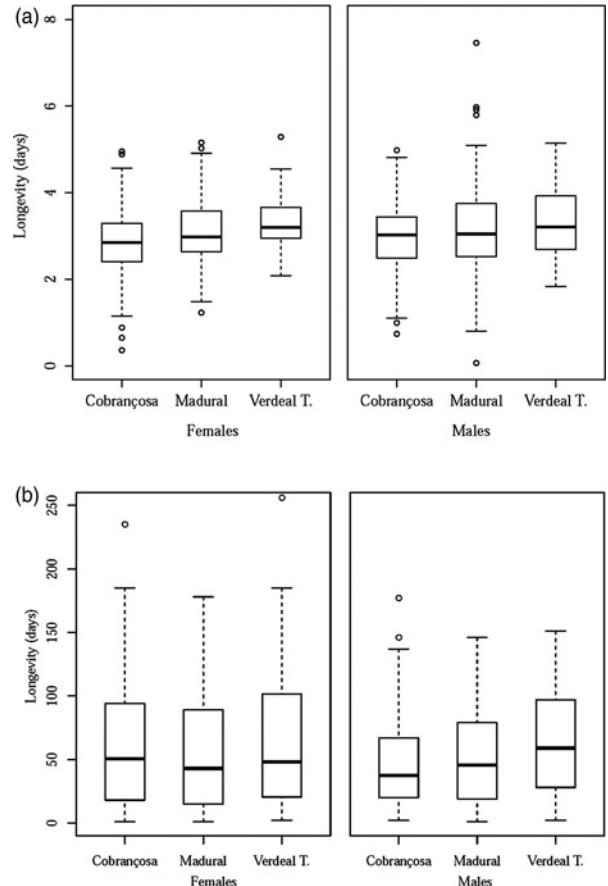 (a)
8
6
4
2
0
Longevity (days)
Cobrançosa Madural Verdeal T. Cobrançosa Madural Verdeal T.
Females Males
(b)
250
200
150
100
50
0
Longevity (days)
Cobrançosa Madural Verdeal T. Cobrançosa Madural Verdeal T.
Females Males